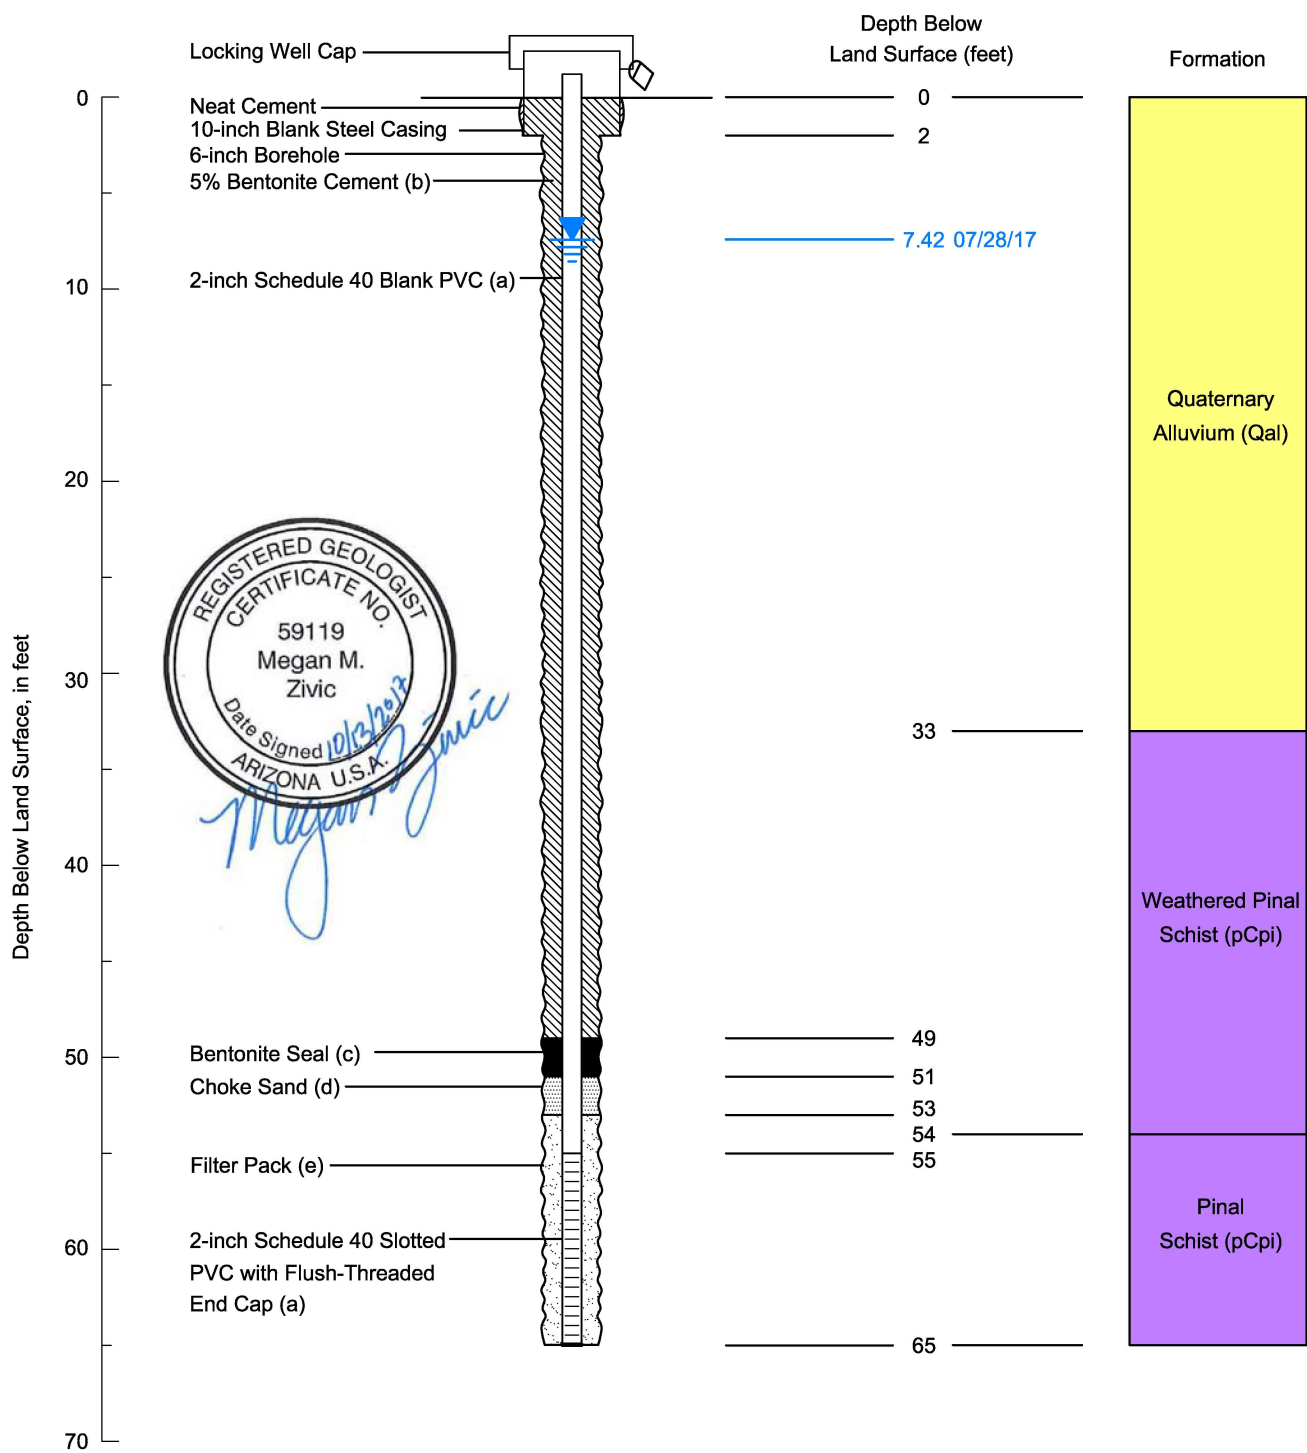 Depth Below
Land Surface (feet)
Formation
Locking Well Cap
Neat Cement
10-inch Blank Steel Casing
6-inch Borehole
5% Bentonite Cement (b)
2-inch Schedule 40 Blank PVC (a)
Bentonite Seal (c)
Choke Sand (d)
Filter Pack (e)
2-inch Schedule 40 Slotted
PVC with Flush-Threaded
End Cap (a)
Depth Below Land Surface, in feet
0
10
20
30
40
50
60
70
REGISTERED GEOLOGIST
CERTIFICATE NO.
59119
Megan M.
Zivic
Date Signed 10/13/2017
ARIZONA U.S.A.
Megan Zivic
0
2
7.42 07/28/17
33
49
51
53
54
55
65
Quaternary
Alluvium (Qal)
Weathered Pinal
Schist (pCpi)
Pinal
Schist (pCpi)